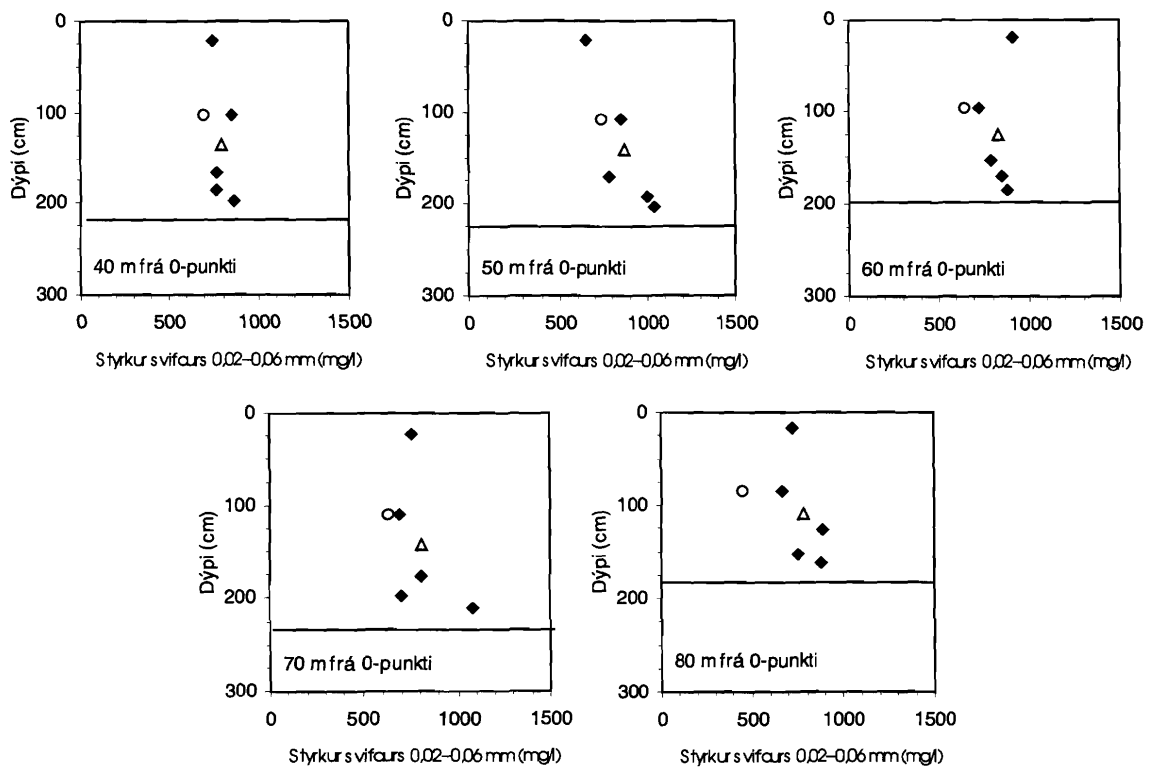 0
100
200
300
Dýpi (cm)
40 m frá 0-punkti
0 500 1000 1500
Styrkur svifaurs 0,02–0,06 mm (mg/l)
0
100
200
300
Dýpi (cm)
50 m frá 0-punkti
0 500 1000 1500
Styrkur svifaurs 0,02–0,06 mm (mg/l)
0
100
200
300
Dýpi (cm)
60 m frá 0-punkti
0 500 1000 1500
Styrkur svifaurs 0,02–0,06 mm (mg/l)
0
100
200
300
Dýpi (cm)
70 m frá 0-punkti
0 500 1000 1500
Styrkur svifaurs 0,02–0,06 mm (mg/l)
0
100
200
300
Dýpi (cm)
80 m frá 0-punkti
0 500 1000 1500
Styrkur svifaurs 0,02–0,06 mm (mg/l)